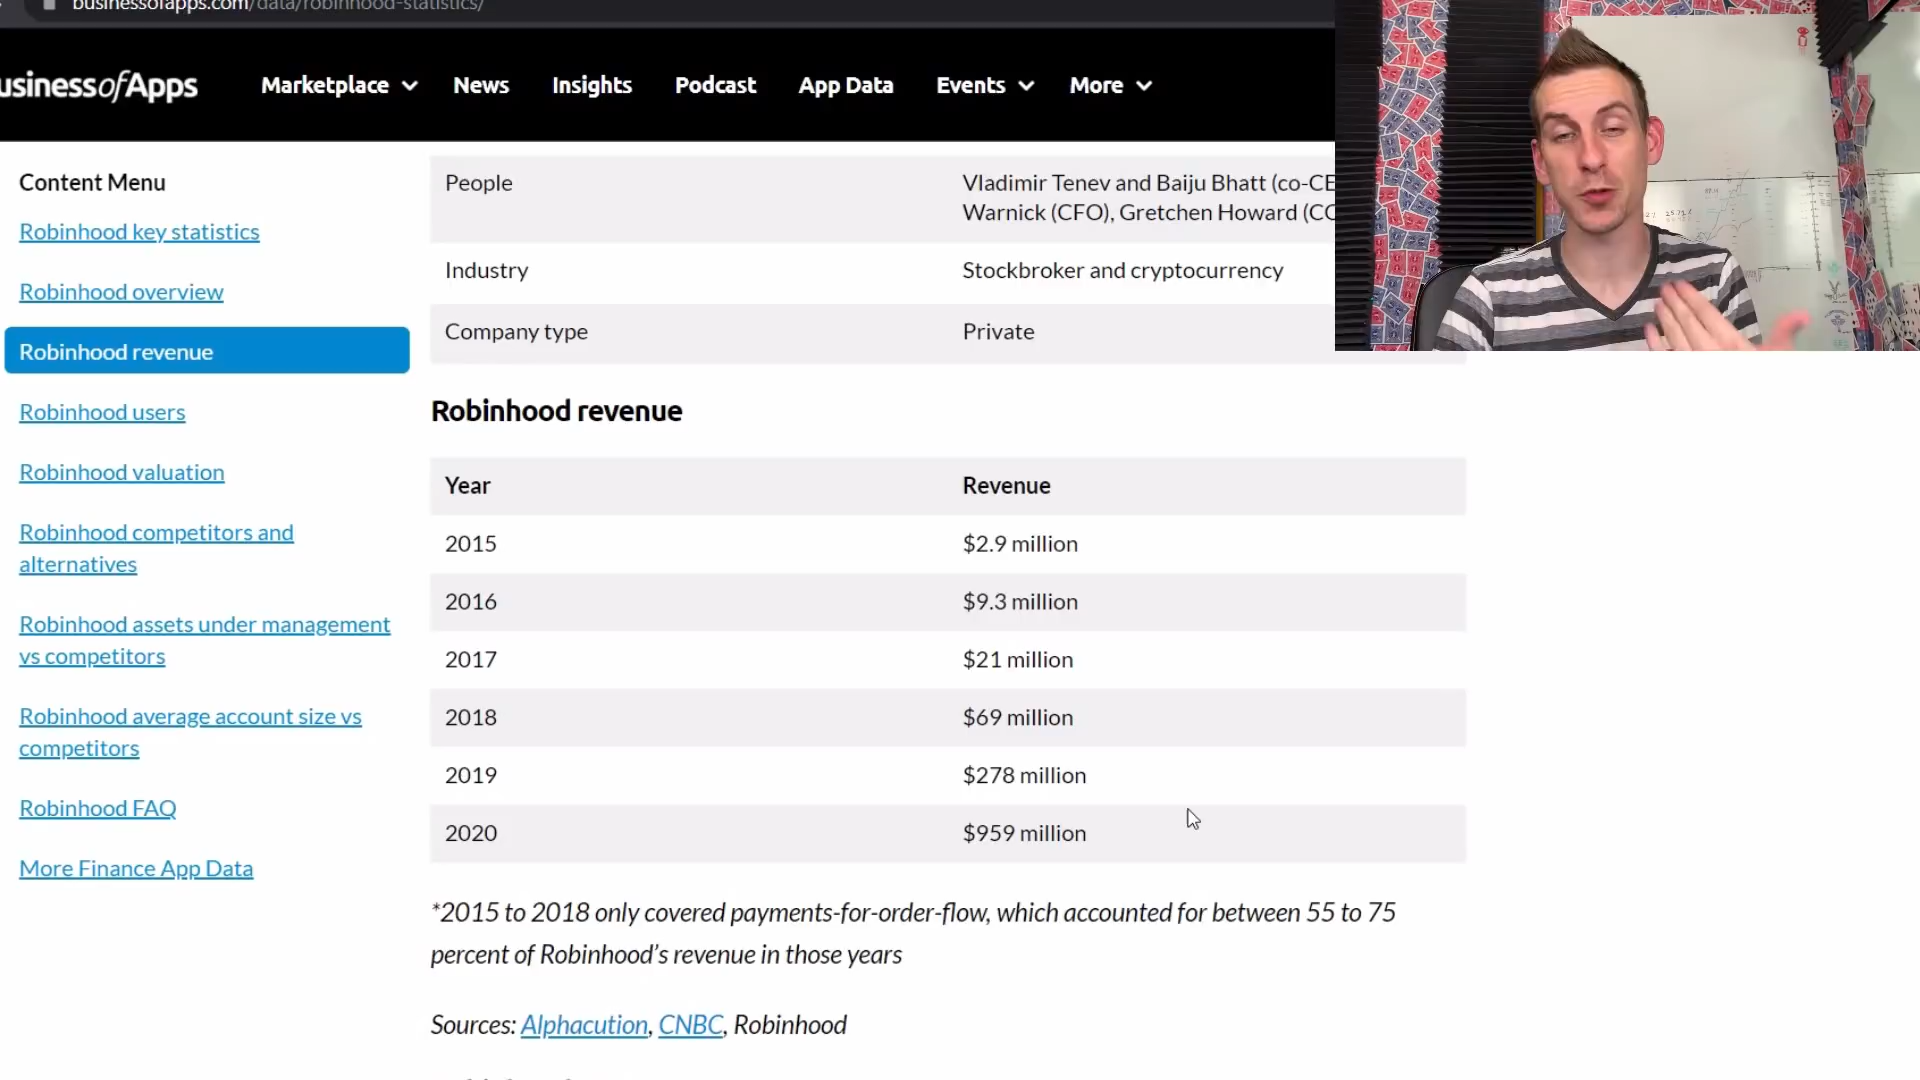 businessofapps.com/data/robinhood-statistics/
usinessofApps
Marketplace
News
Insights
Podcast
App Data
Events
More
Content Menu
Robinhood key statistics
Robinhood overview
Robinhood revenue
Robinhood users
Robinhood valuation
Robinhood competitors and
alternatives
Robinhood assets under management
vs competitors
Robinhood average account size vs
competitors
Robinhood FAQ
More Finance App Data
People Vladimir Tenev and Baiju Bhatt (co-CE
Warnick (CFO), Gretchen Howard (CO
Industry Stockbroker and cryptocurrency
Company type Private
Robinhood revenue
Year Revenue
2015 $2.9 million
2016 $9.3 million
2017 $21 million
2018 $69 million
2019 $278 million
2020 $959 million
*2015 to 2018 only covered payments-for-order-flow, which accounted for between 55 to 75
percent of Robinhood’s revenue in those years
Sources: Alphacution, CNBC, Robinhood